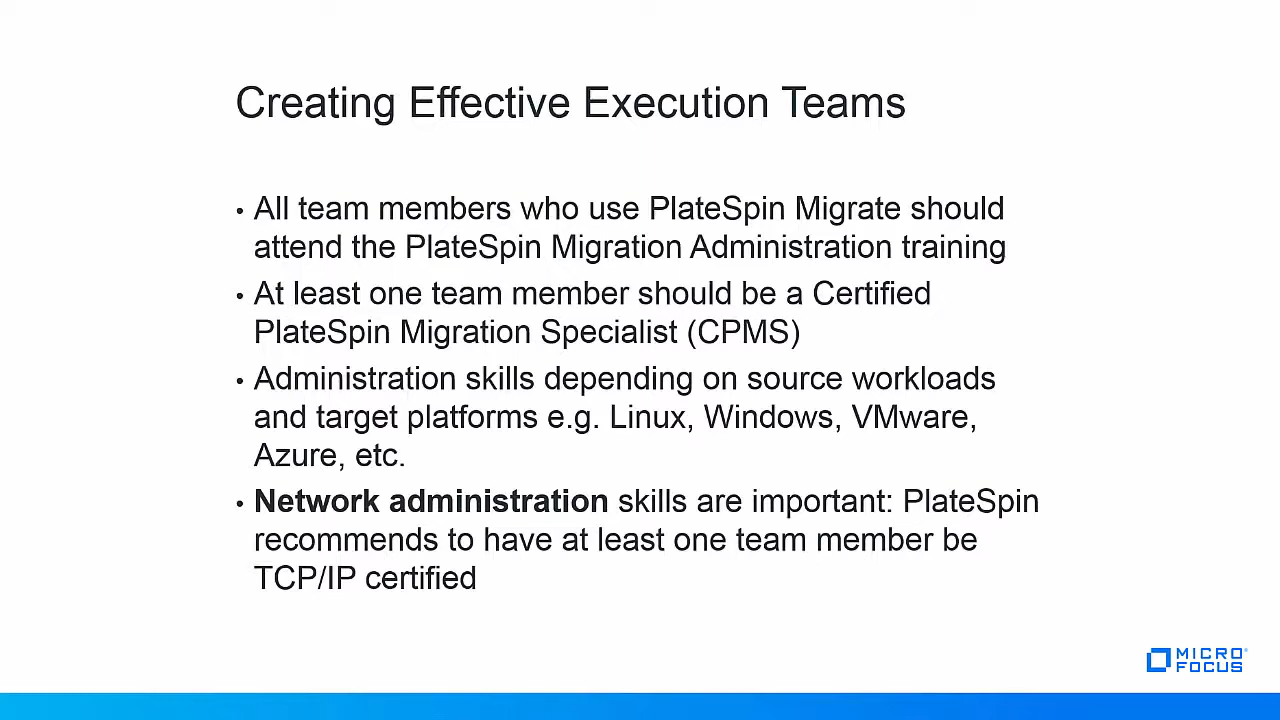 Creating Effective Execution Teams
• All team members who use PlateSpin Migrate should
attend the PlateSpin Migration Administration training
• At least one team member should be a Certified
PlateSpin Migration Specialist (CPMS)
• Administration skills depending on source workloads
and target platforms e.g. Linux, Windows, VMware,
Azure, etc.
• Network administration skills are important: PlateSpin
recommends to have at least one team member be
TCP/IP certified
MICRO
FOCUS